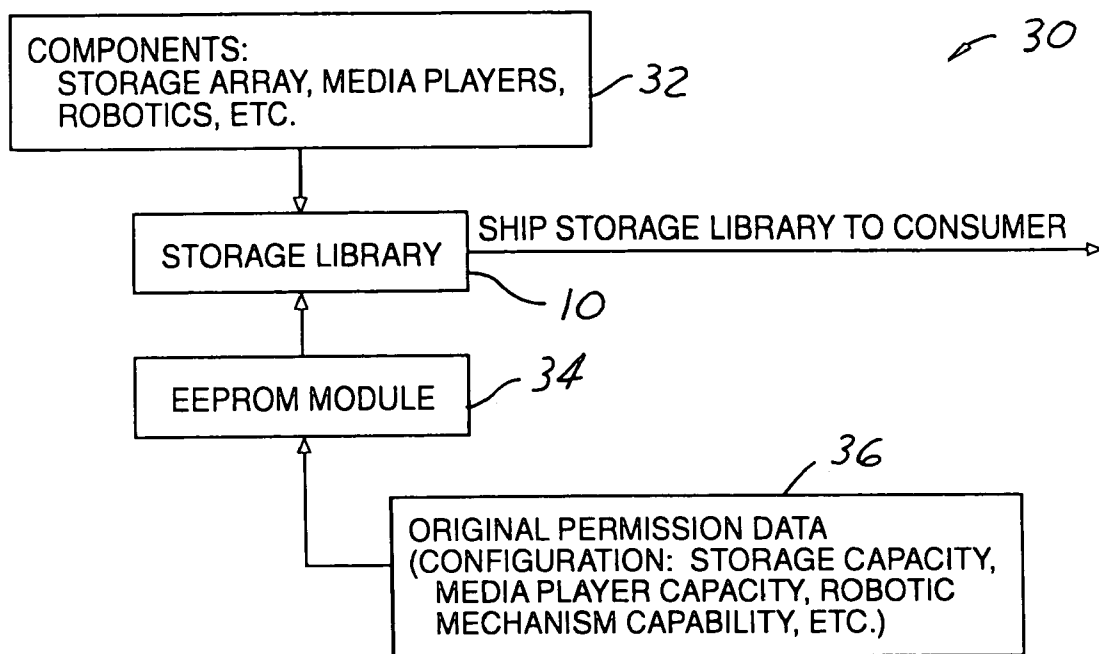 COMPONENTS:
STORAGE ARRAY, MEDIA PLAYERS,
ROBOTICS, ETC.
32
30
STORAGE LIBRARY
10
SHIP STORAGE LIBRARY TO CONSUMER
EEPROM MODULE
34
36
ORIGINAL PERMISSION DATA
(CONFIGURATION: STORAGE CAPACITY,
MEDIA PLAYER CAPACITY, ROBOTIC
MECHANISM CAPABILITY, ETC.)